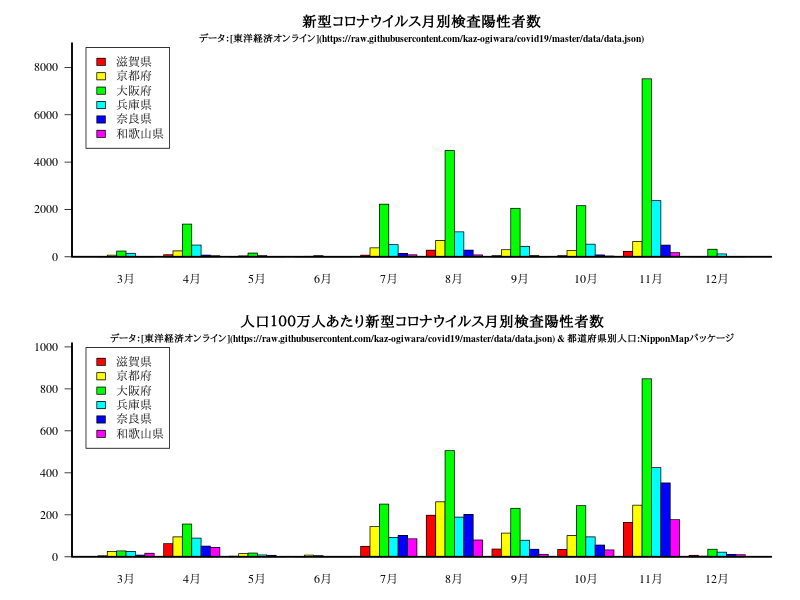 新型コロナウイルス月別検査陽性者数
データ：[東洋経済オンライン](https://raw.githubusercontent.com/kaz-ogiwara/covid19/master/data/data.json)
滋賀県
京都府
大阪府
兵庫県
奈良県
和歌山県
8000
6000
4000
2000
0
3月 4月 5月 6月 7月 8月 9月 10月 11月 12月
人口100万人あたり新型コロナウイルス月別検査陽性者数
データ：[東洋経済オンライン](https://raw.githubusercontent.com/kaz-ogiwara/covid19/master/data/data.json) & 都道府県別人口:NipponMapパッケージ
滋賀県
京都府
大阪府
兵庫県
奈良県
和歌山県
1000
800
600
400
200
0
3月 4月 5月 6月 7月 8月 9月 10月 11月 12月